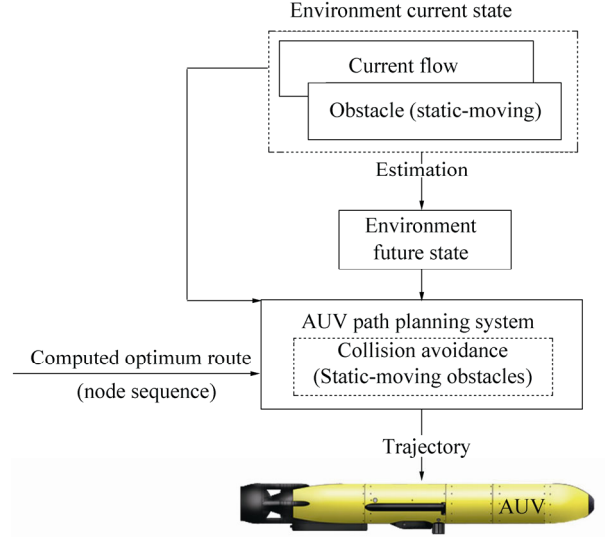 Environment current state
Current flow
Obstacle (static-moving)
Estimation
Environment
future state
AUV path planning system
Collision avoidance
(Static-moving obstacles)
Computed optimum route
(node sequence)
Trajectory
AUV